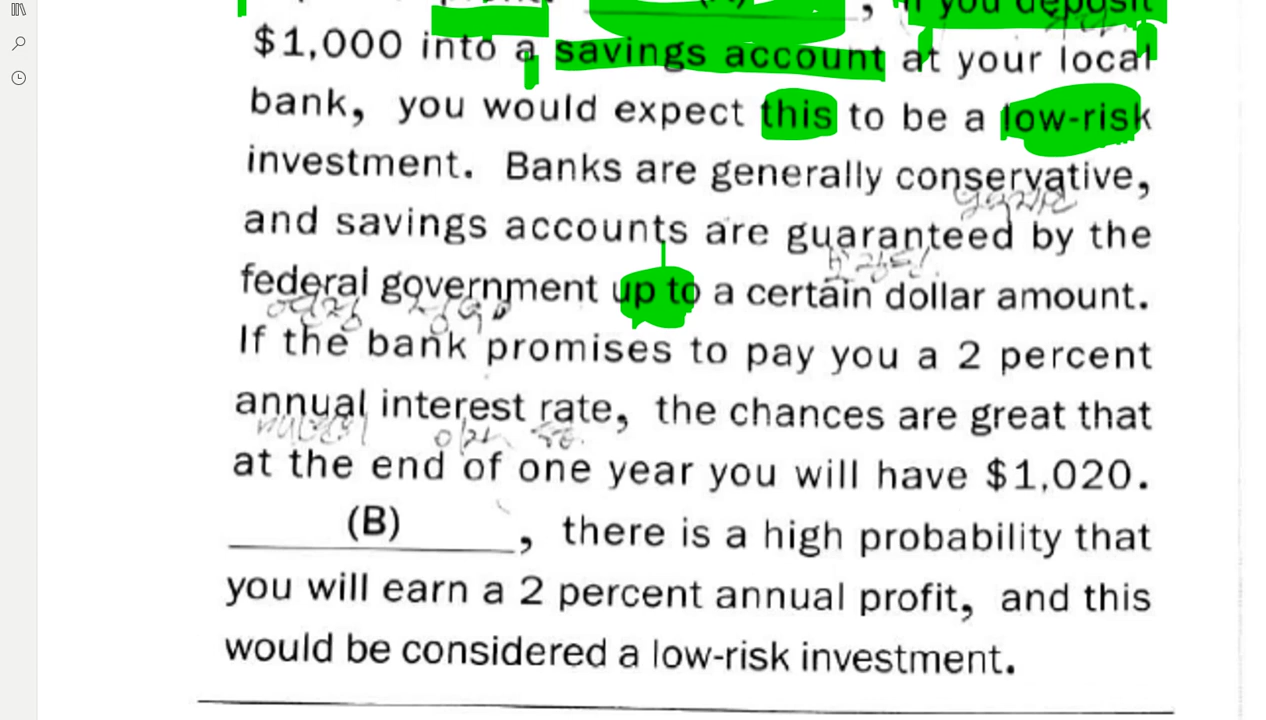 (A), if you deposit
$1,000 into a savings account at your local
bank, you would expect this to be a low-risk
investment. Banks are generally conservative,
and savings accounts are guaranteed by the
federal government up to a certain dollar amount.
If the bank promises to pay you a 2 percent
annual interest rate, the chances are great that
at the end of one year you will have $1,020.
(B), there is a high probability that
you will earn a 2 percent annual profit, and this
would be considered a low-risk investment.